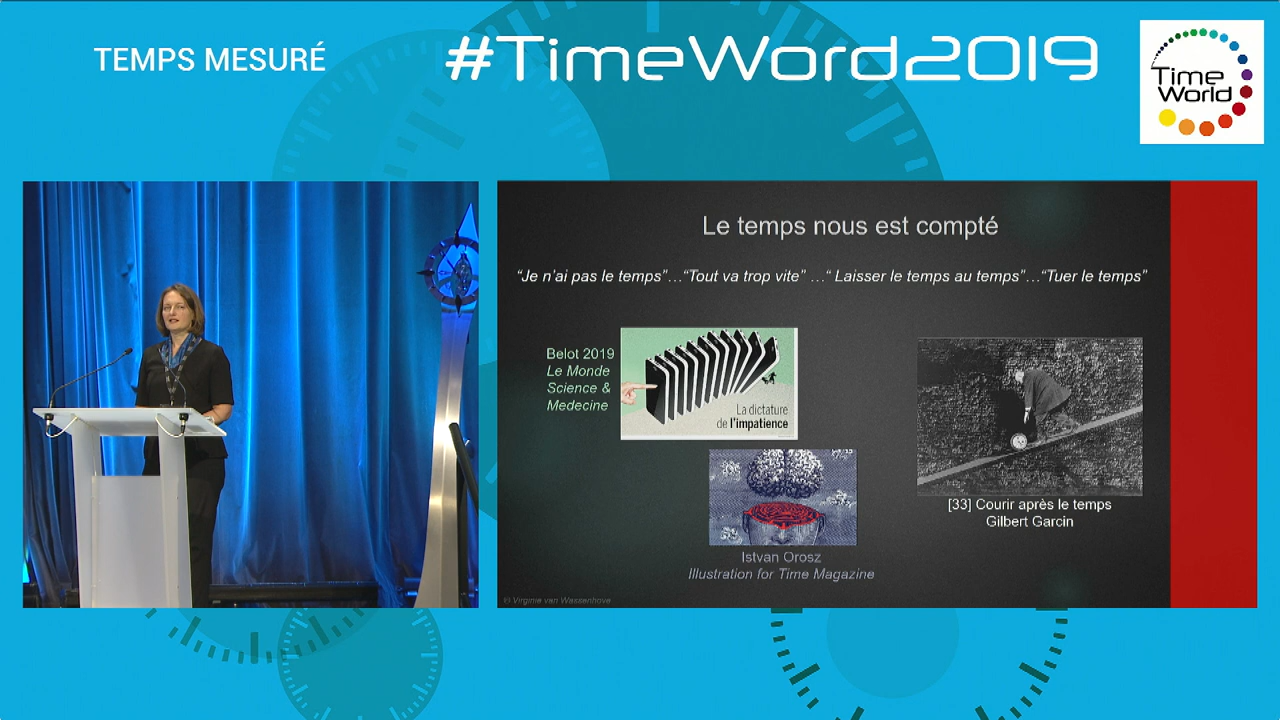 TEMPS MESURÉ
#TimeWord2019
Time
World
Le temps nous est compté
“Je n’ai pas le temps”…“Tout va trop vite” …“ Laisser le temps au temps”…“Tuer le temps”
Belot 2019
Le Monde
Science &
Medecine
La dictature
de l’impatience
[33] Courir après le temps
Gilbert Garcin
Istvan Orosz
Illustration for Time Magazine
© Virginie van Wassenhove